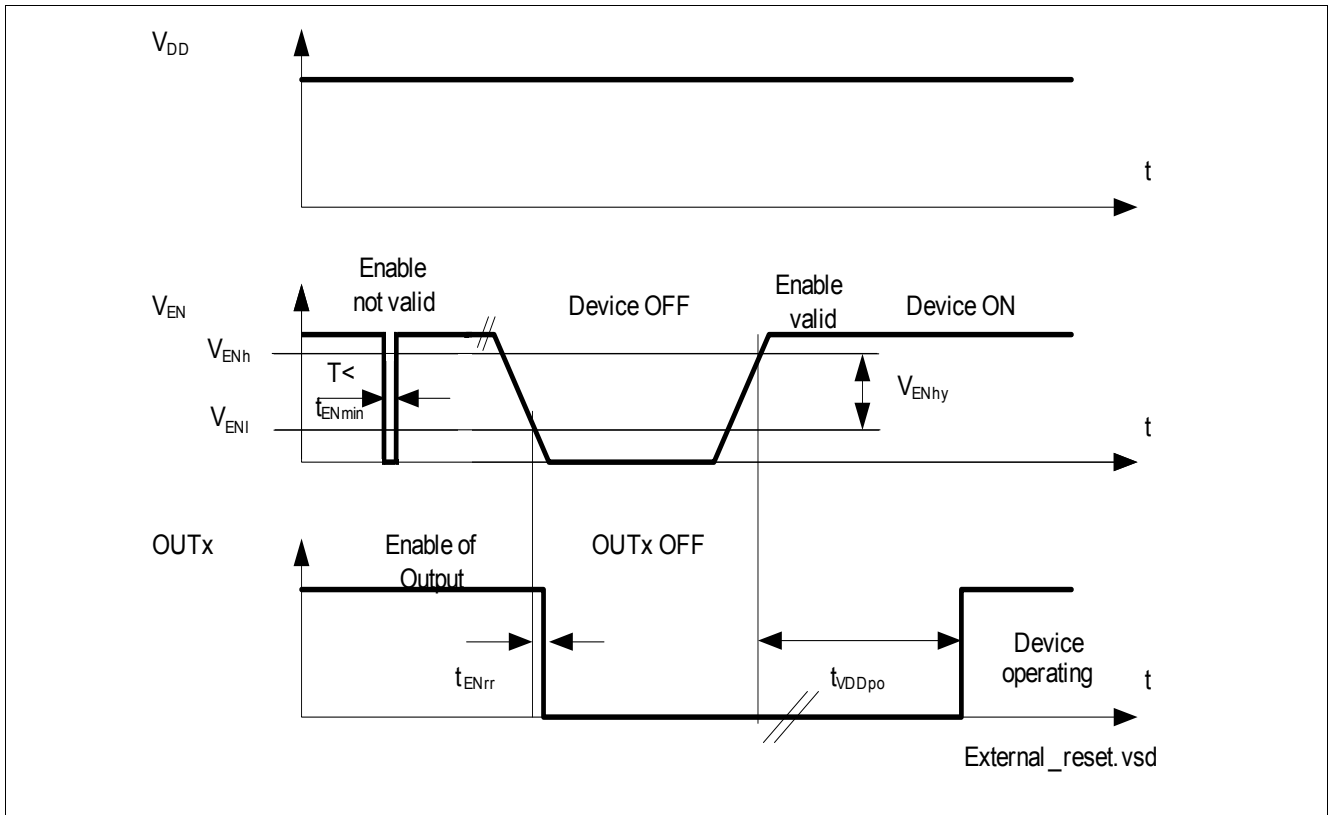 VDD
t
Enable
not valid
VEN
Device OFF
Enable
valid
Device ON
VENh
T<
tENmin
VENhy
VENl
t
OUTx
Enable of
Output
OUTx OFF
tENrr
tVDDpo
Device
operating
t
External_reset.vsd